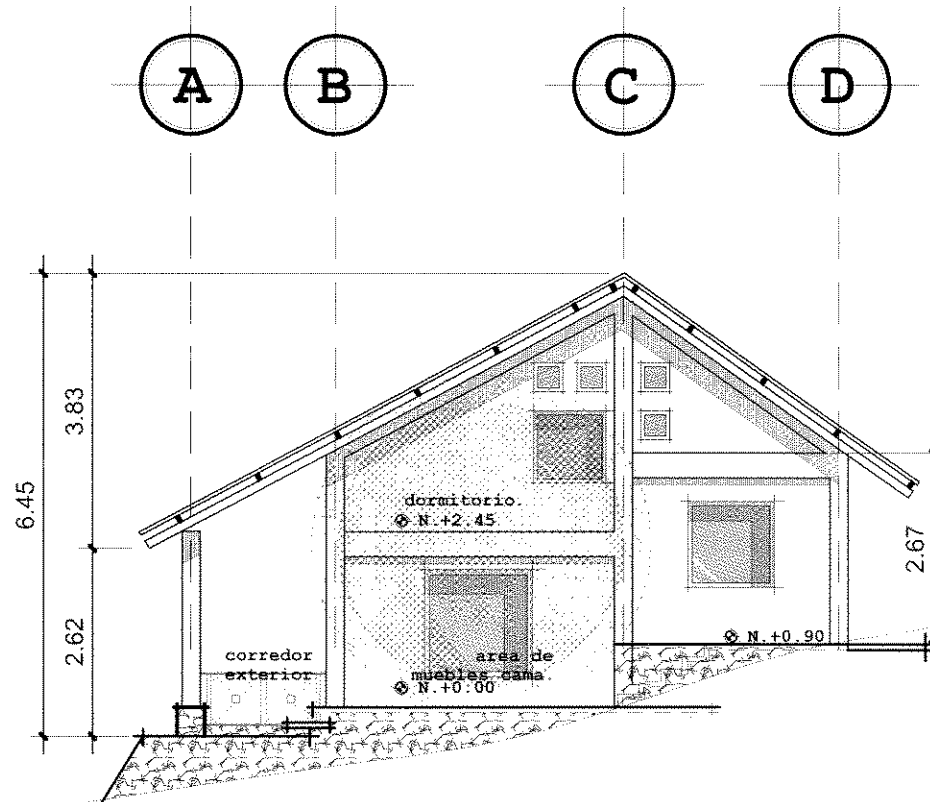 A B C D
3.83
6.45
dormitorio.
N.+2.45
2.67
2.62
N.+0.90
corredor
exterior
area de
muebles cama.
N.+0.00